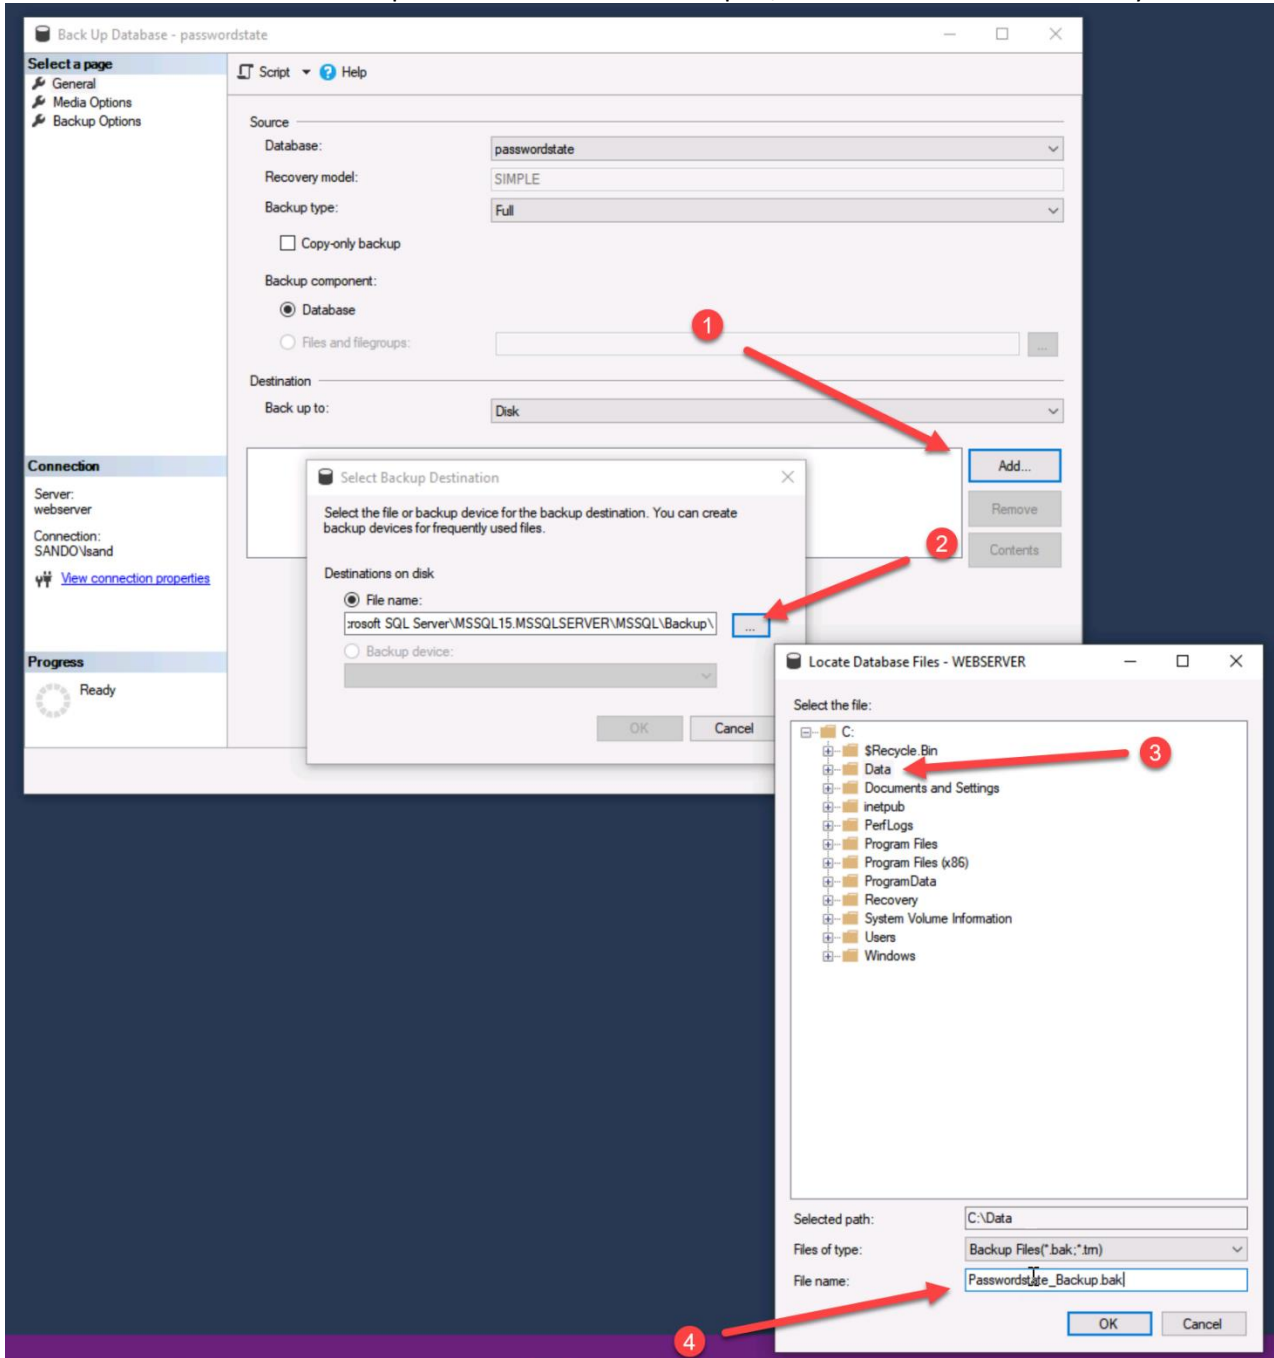 Back Up Database - passwordstate
Select a page
General
Media Options
Backup Options
Script
Help
Source
Database:
passwordstate
Recovery model:
SIMPLE
Backup type:
Full
Copy-only backup
Backup component:
Database
Files and filegroups:
...
1
Destination
Back up to:
Disk
Add...
Remove
Contents
Connection
Server:
webserver
Connection:
SANDO\lsand
View connection properties
Progress
Ready
Select Backup Destination
Select the file or backup device for the backup destination. You can create
backup devices for frequently used files.
2
Destinations on disk
File name:
rosoft SQL Server\MSSQL15.MSSQLSERVER\MSSQL\Backup\
...
Backup device:
OK Cancel
Locate Database Files - WEBSERVER
Select the file:
C:
$Recycle.Bin
Data
3
Documents and Settings
inetpub
PerfLogs
Program Files
Program Files (x86)
ProgramData
Recovery
System Volume Information
Users
Windows
Selected path:
C:\Data
Files of type:
Backup Files(*.bak;*.trn)
File name:
Passwordstate_Backup.bak
OK Cancel
4